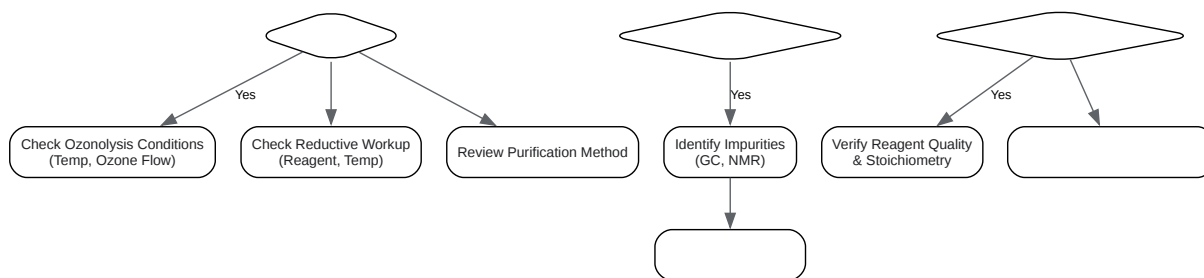 Yes
Yes
Yes
Check Ozonolysis Conditions
(Temp, Ozone Flow)
Check Reductive Workup
(Reagent, Temp)
Review Purification Method
Identify Impurities
(GC, NMR)
Verify Reagent Quality
& Stoichiometry